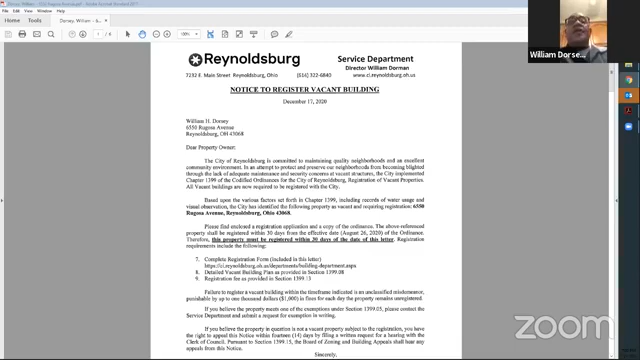 Home Tools
Reynoldsburg
Service Department
Director William Dorman
7232 E. Main Street Reynoldsburg, Ohio (614) 322-6840 www.ci.reynoldsburg.oh.us
NOTICE TO REGISTER VACANT BUILDING
December 17, 2020
William H. Dorsey
6550 Rugosa Avenue
Reynoldsburg, OH 43068
Dear Property Owner:
The City of Reynoldsburg is committed to maintaining quality neighborhoods and an excellent
community environment. In an attempt to protect and preserve our neighborhoods from becoming blighted
through the lack of adequate maintenance and security concerns at vacant structures, the City implemented
Chapter 1399 of the Codified Ordinances for the City of Reynoldsburg, Registration of Vacant Properties.
All Vacant buildings are now required to be registered with the City.
Based upon the various factors set forth in Chapter 1399, including records of water usage and
visual observation, the City has identified the following property as vacant and requiring registration: 6550
Rugosa Avenue, Reynoldsburg, Ohio 43068.
Please find enclosed a registration application and a copy of the ordinance. The above-referenced
property shall be registered within 30 days from the effective date (August 26, 2020) of the Ordinance.
Therefore, this property must be registered within 30 days of the date of this letter. Registration
requirements include the following:
7. Complete Registration Form (included in this letter)
https://ci.reynoldsburg.oh.us/departments/building-department.aspx
8. Detailed Vacant Building Plan as provided in Section 1399.08
9. Registration fee as provided in Section 1399.13
Failure to register a vacant building within the timeframe indicated is an unclassified misdemeanor,
punishable by up to one thousand dollars ($1,000) in fines for each day the property remains unregistered.
If you believe the property meets one of the exemptions under Section 1399.05, please contact the
Service Department and submit a request for exemption in writing.
If you believe the property in question is not a vacant property subject to the registration, you have
the right to appeal this Notice within fourteen (14) days by filing a written request for a hearing with the
Clerk of Council. Pursuant to Section 1399.15, the Board of Zoning and Building Appeals shall hear any
appeals from this Notice.
Sincerely,
William Dorse...
zoom